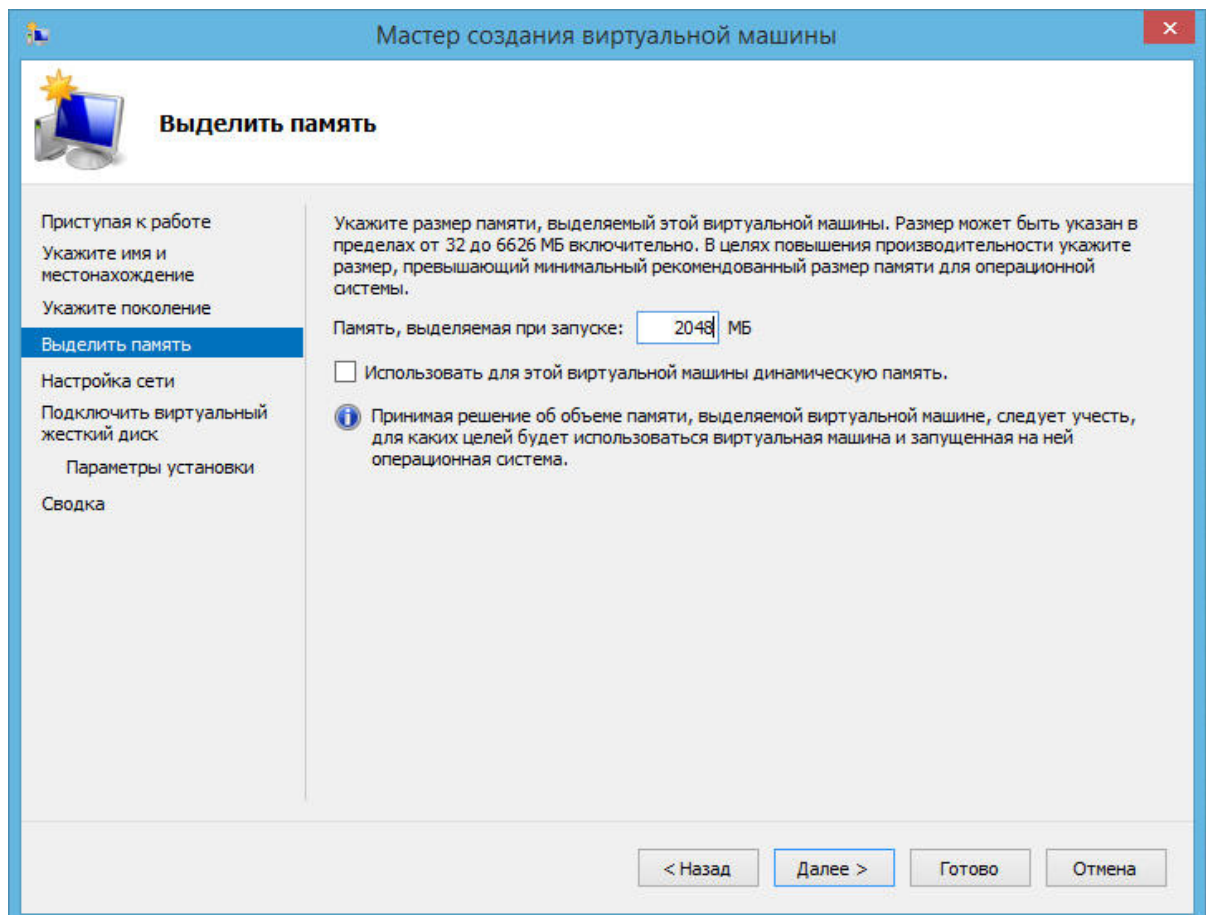 Мастер создания виртуальной машины
Выделить память
Приступая к работе
Укажите имя и
местонахождение
Укажите поколение
Выделить память
Настройка сети
Подключить виртуальный
жесткий диск
Параметры установки
Сводка
Укажите размер памяти, выделяемый этой виртуальной машины. Размер может быть указан в
пределах от 32 до 6626 МБ включительно. В целях повышения производительности укажите
размер, превышающий минимальный рекомендованный размер памяти для операционной
системы.
Память, выделяемая при запуске: 2048 МБ
Использовать для этой виртуальной машины динамическую память.
Принимая решение об объеме памяти, выделяемой виртуальной машине, следует учесть,
для каких целей будет использоваться виртуальная машина и запущенная на ней
операционная система.
< Назад Далее > Готово Отмена